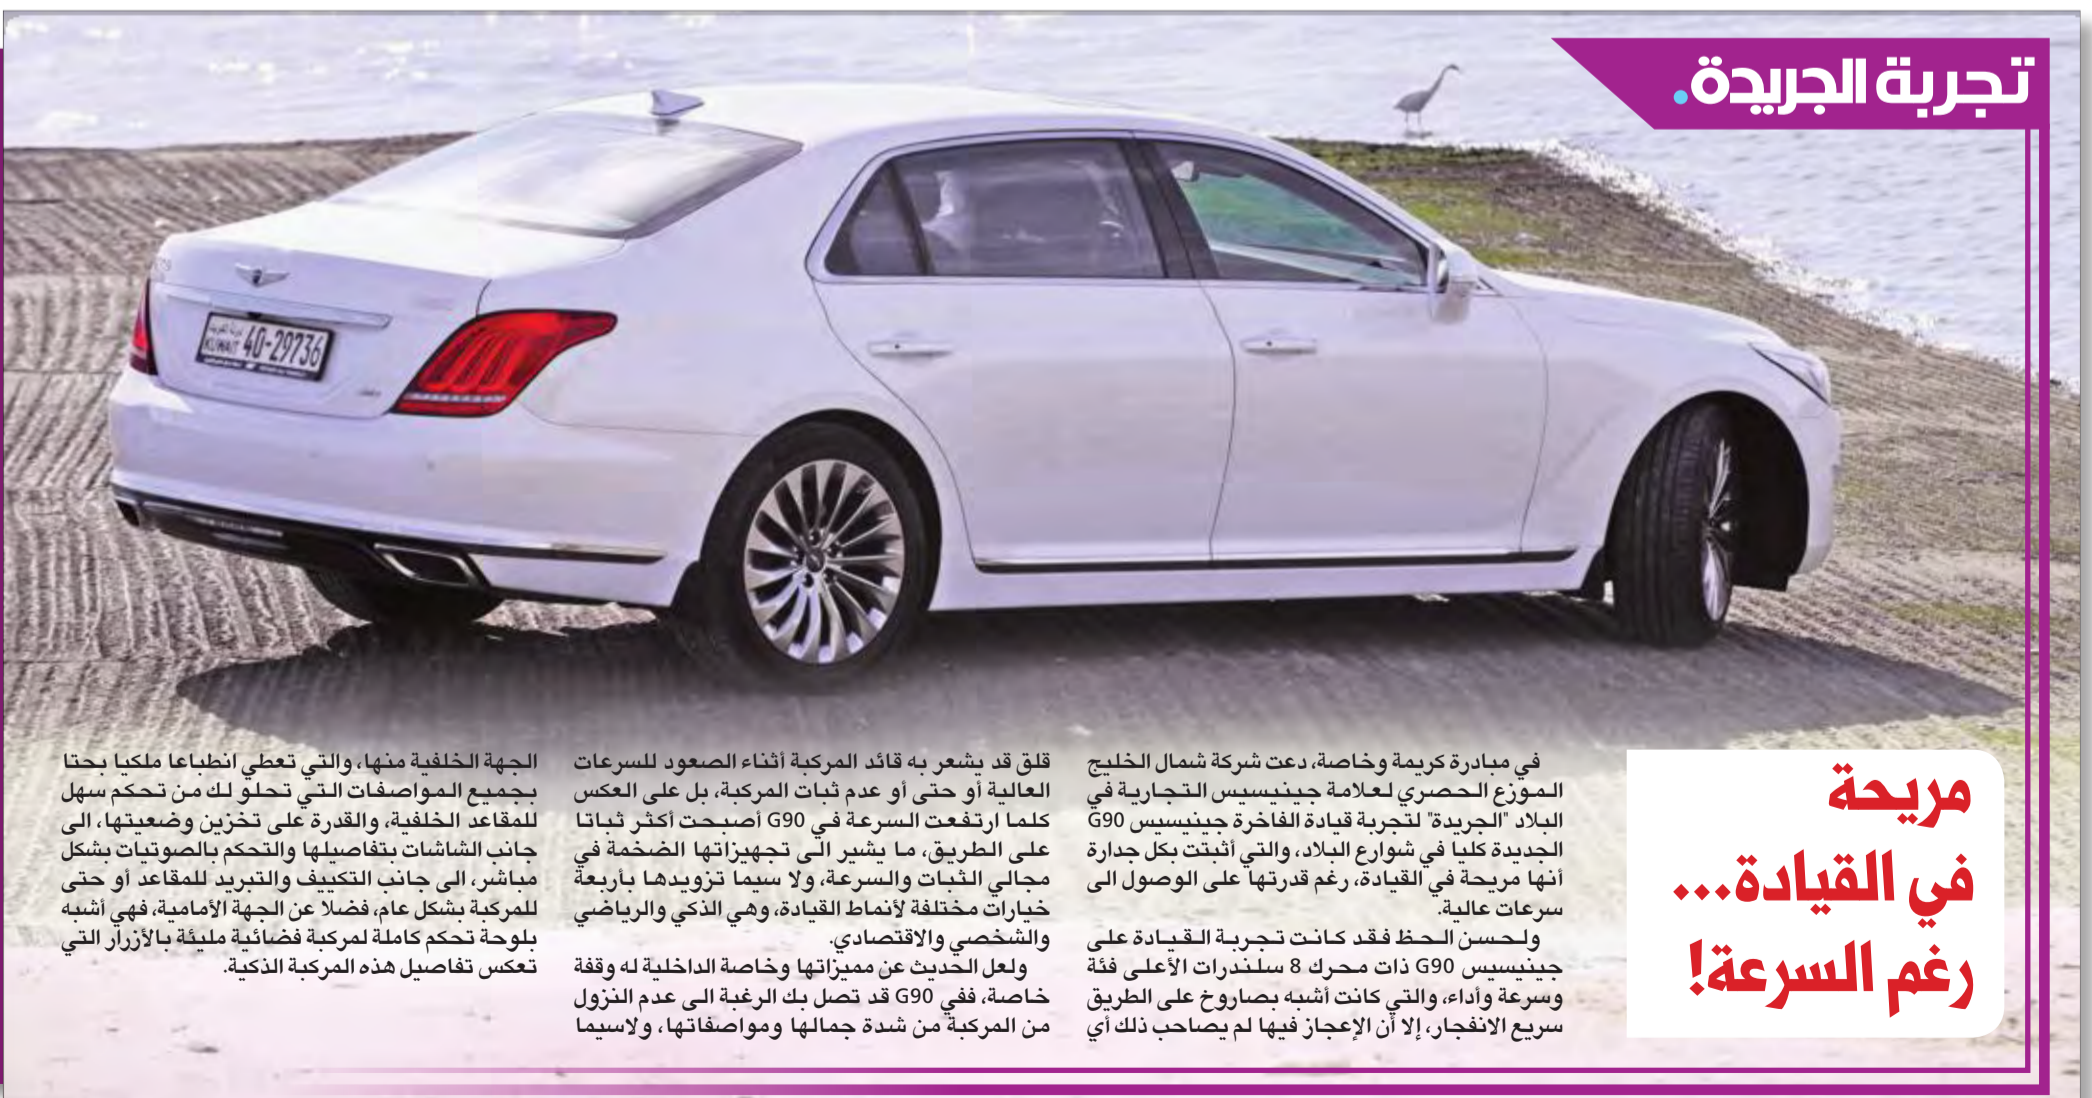 تجربة الجريدة.
KUWAIT 40-29736
مريحة
في القيادة...
رغم السرعة!
في مبادرة كريمة وخاصة، دعت شركة شمال الخليج
الموزع الحصري لعلامة جينيسيس التجارية في
البلاد "الجريدة" لتجربة قيادة الفاخرة جينيسيس G90
الجديدة كليا في شوارع البلاد، والتي أثبتت بكل جدارة
أنها مريحة في القيادة، رغم قدرتها على الوصول الى
سرعات عالية.
ولحسن الحظ فقد كانت تجربة القيادة على
جينيسيس G90 ذات محرك 8 سلندرات الأعلى فئة
وسرعة وأداء، والتي كانت أشبه بصاروخ على الطريق
سريع الانفجار، إلا أن الإعجاز فيها لم يصاحب ذلك أي
قلق قد يشعر به قائد المركبة أثناء الصعود للسرعات
العالية أو حتى أو عدم ثبات المركبة، بل على العكس
كلما ارتفعت السرعة في G90 أصبحت أكثر ثباتا
على الطريق، ما يشير الى تجهيزاتها الضخمة في
مجالي الثبات والسرعة، ولا سيما تزويدها بأربعة
خيارات مختلفة لأنماط القيادة، وهي الذكي والرياضي
والشخصي والاقتصادي.
ولعل الحديث عن مميزاتها وخاصة الداخلية له وقفة
خاصة، ففي G90 قد تصل بك الرغبة الى عدم النزول
من المركبة من شدة جمالها ومواصفاتها، ولاسيما
الجهة الخلفية منها، والتي تعطي انطباعا ملكيا بحتا
بجميع المواصفات التي تحلو لك من تحكم سهل
للمقاعد الخلفية، والقدرة على تخزين وضعيتها، الى
جانب الشاشات بتفاصيلها والتحكم بالصوتيات بشكل
مباشر، الى جانب التكييف والتبريد للمقاعد أو حتى
للمركبة بشكل عام، فضلا عن الجهة الأمامية، فهي أشبه
بلوحة تحكم كاملة لمركبة فضائية مليئة بالأزرار التي
تعكس تفاصيل هذه المركبة الذكية.